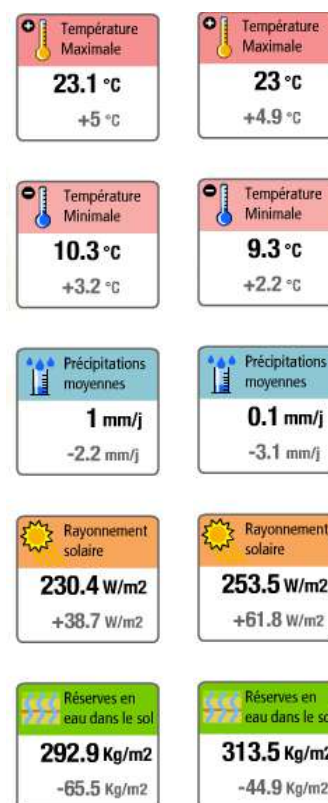 Température
Maximale
23.1 °C
+5 °C
Température
Maximale
23 °C
+4.9 °C
Température
Minimale
10.3 °C
+3.2 °C
Température
Minimale
9.3 °C
+2.2 °C
Précipitations
moyennes
1 mm/j
-2.2 mm/j
Précipitations
moyennes
0.1 mm/j
-3.1 mm/j
Rayonnement
solaire
230.4 W/m2
+38.7 W/m2
Rayonnement
solaire
253.5 W/m2
+61.8 W/m2
Réserves en
eau dans le sol
292.9 Kg/m2
-65.5 Kg/m2
Réserves en
eau dans le sol
313.5 Kg/m2
-44.9 Kg/m2